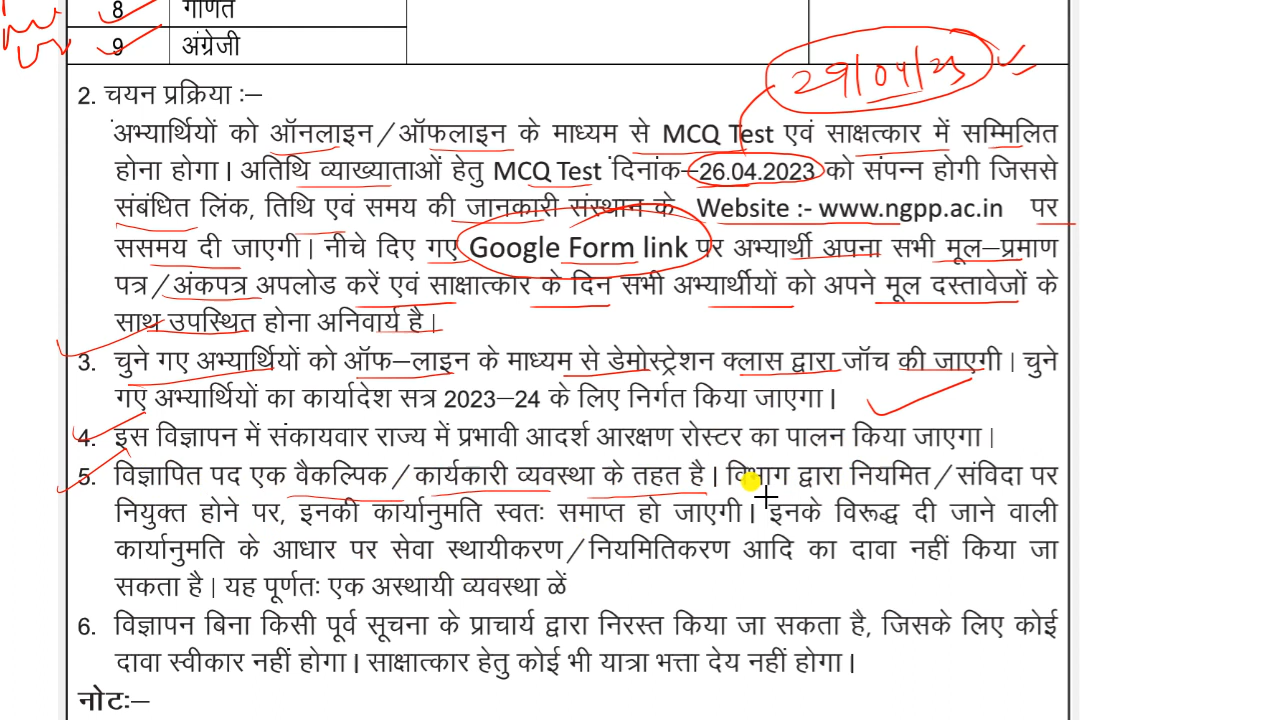 8 गणित
9 अंग्रेजी
29/04/23
2. चयन प्रक्रिया :–
अभ्यार्थियों को ऑनलाइन/ऑफलाइन के माध्यम से MCQ Test एवं साक्षत्कार में सम्मिलित
होना होगा। अतिथि व्याख्याताओं हेतु MCQ Test दिनांक–26.04.2023 को संपन्न होगी जिससे
संबंधित लिंक, तिथि एवं समय की जानकारी संस्थान के Website :- www.ngpp.ac.in पर
ससमय दी जाएगी। नीचे दिए गए Google Form link पर अभ्यार्थी अपना सभी मूल–प्रमाण
पत्र/अंकपत्र अपलोड करें एवं साक्षात्कार के दिन सभी अभ्यार्थीयों को अपने मूल दस्तावेजों के
साथ उपस्थित होना अनिवार्य है।
3. चुने गए अभ्यार्थियों को ऑफ–लाइन के माध्यम से डेमोस्ट्रेशन क्लास द्वारा जॉच की जाएगी। चुने
गए अभ्यार्थियों का कार्यादेश सत्र 2023–24 के लिए निर्गत किया जाएगा।
4. इस विज्ञापन में संकायवार राज्य में प्रभावी आदर्श आरक्षण रोस्टर का पालन किया जाएगा।
5. विज्ञापित पद एक वैकल्पिक/कार्यकारी व्यवस्था के तहत है। विभाग द्वारा नियमित/संविदा पर
नियुक्त होने पर, इनकी कार्यानुमति स्वतः समाप्त हो जाएगी। इनके विरूद्ध दी जाने वाली
कार्यानुमति के आधार पर सेवा स्थायीकरण/नियमितिकरण आदि का दावा नहीं किया जा
सकता है। यह पूर्णतः एक अस्थायी व्यवस्था ळें
6. विज्ञापन बिना किसी पूर्व सूचना के प्राचार्य द्वारा निरस्त किया जा सकता है, जिसके लिए कोई
दावा स्वीकार नहीं होगा। साक्षात्कार हेतु कोई भी यात्रा भत्ता देय नहीं होगा।
नोटः–